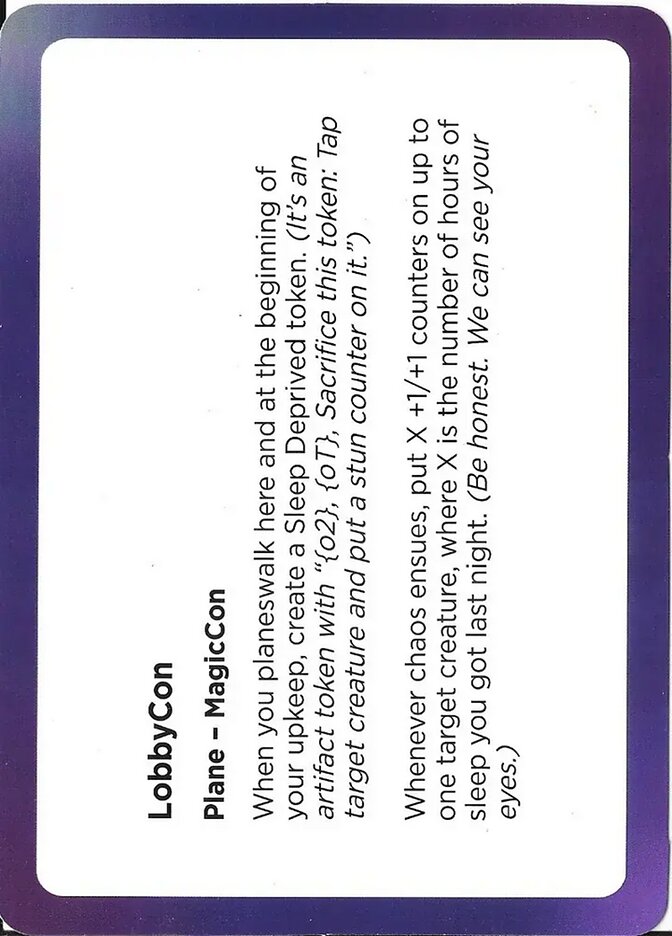 LobbyCon
Plane – MagicCon
When you planeswalk here and at the beginning of
your upkeep, create a Sleep Deprived token. (It's an
artifact token with "{o2}, {oT}, Sacrifice this token: Tap
target creature and put a stun counter on it.")
Whenever chaos ensues, put X +1/+1 counters on up to
one target creature, where X is the number of hours of
sleep you got last night. (Be honest. We can see your
eyes.)